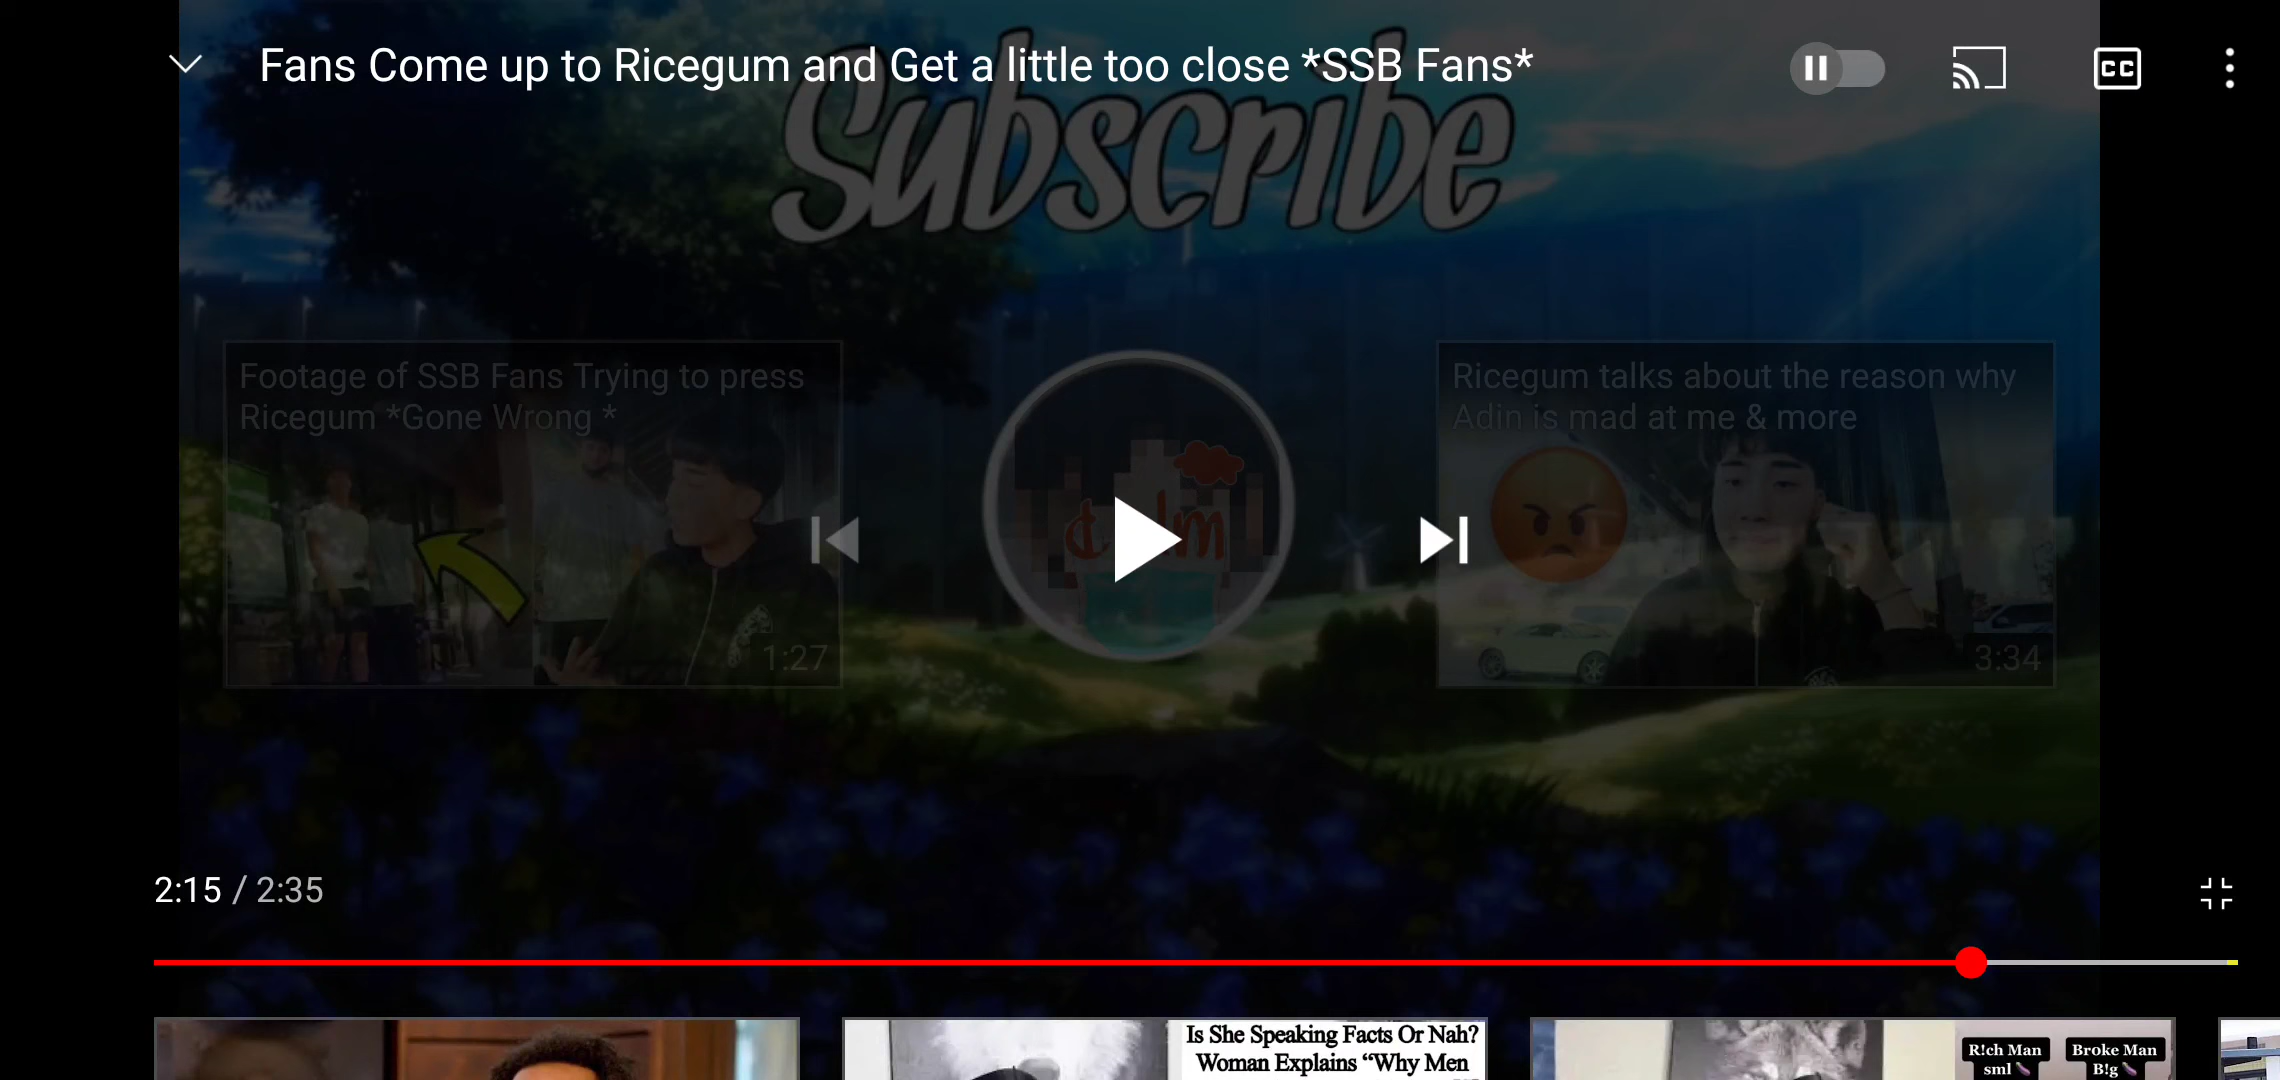 Fans Come up to Ricegum and Get a little too close *SSB Fans*
CC
Subscribe
Footage of SSB Fans Trying to press
Ricegum *Gone Wrong *
1:27
Ricegum talks about the reason why
Adin is mad at me & more
3:34
2:15 / 2:35
Is She Speaking Facts Or Nah?
Woman Explains “Why Men
R!ch Man
sml
Broke Man
B!g